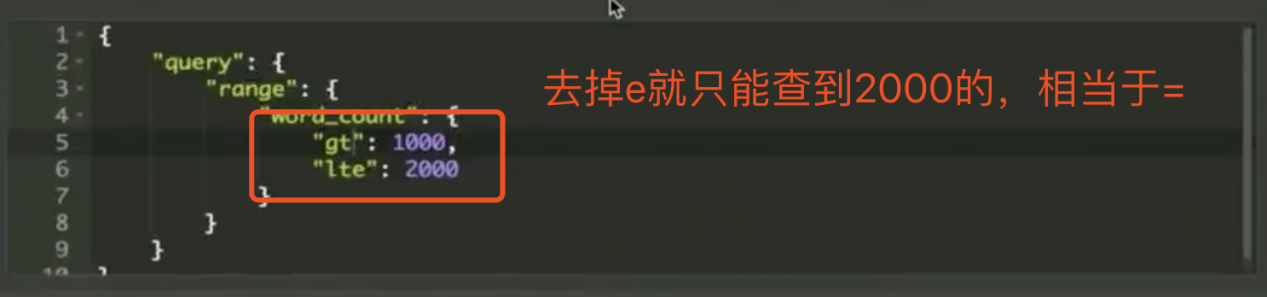 1 {
2 "query": {
3 "range": {
去掉e就只能查到2000的，相当于=
4 "word_count": {
5 "gt": 1000,
6 "lte": 2000
7 }
8 }
9 }
10 }